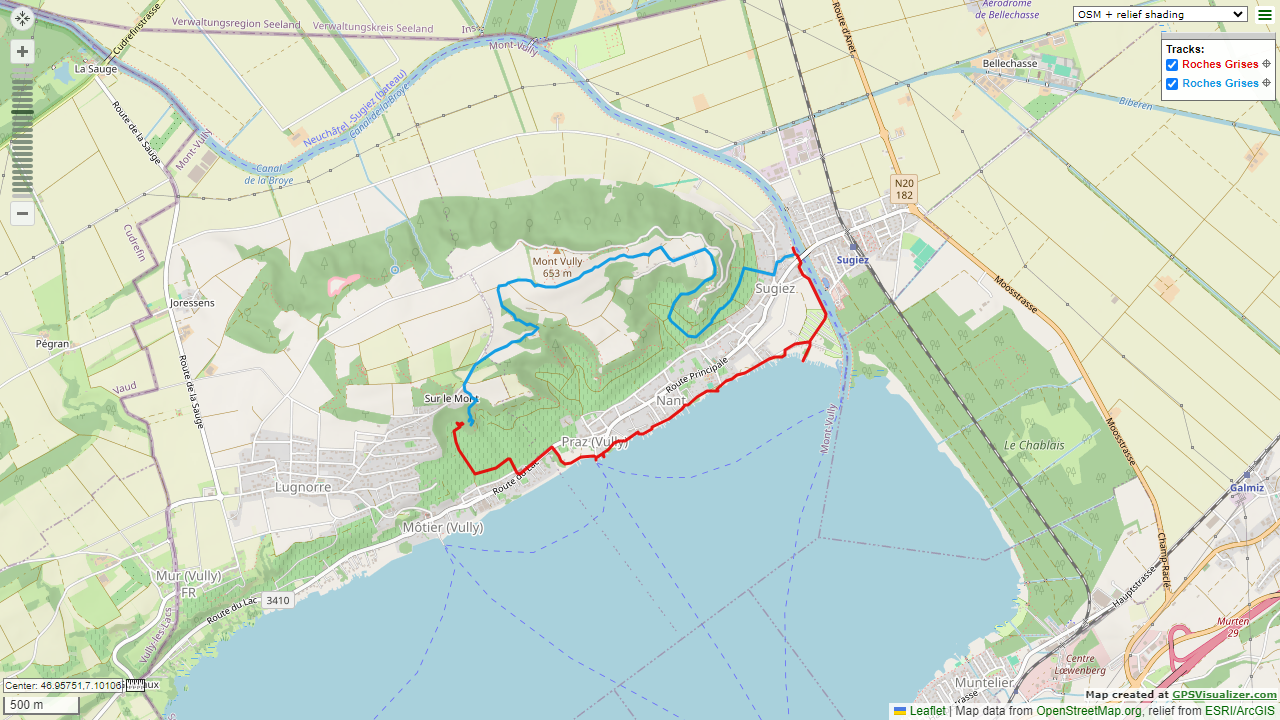 Verwaltungsregion Seeland
Verwaltungskreis Seeland
Ins
Aérodrome
de Bellechasse
OSM + relief shading
Tracks:
Roches Grises
Roches Grises
Cudrefinstrasse
La Sauge
Mont-Vully
Route d'Anet
Bellechasse
Biberen
Route de la Sauge
Neuchâtel -Sugiez (bateau)
Canal de la Broye
Mont-Vully
Canal
de la Broye
N20
182
Cudrefin
Mont Vully
653 m
Sugiez
Sugiez
Joressens
Moosstrasse
Pégran
Vaud
Route de la Sauge
Sur le Mont
Route Principale
Nant
Praz (Vully)
Mont-Vully
Le Chablais
Moosstrasse
Lugnorre
Route du Lac
Galmiz
Môtier (Vully)
Champ-Raclé
Mur (Vully)
FR
3410
Route du Lac
Hauptstrasse
Vully-les-Lacs
Murten
29
Centre
Löwenberg
Muntelier
Center: 46.95751,7.10106
aux
500 m
Map created at GPSVisualizer.com
Leaflet | Map data from OpenStreetMap.org, relief from ESRI/ArcGIS